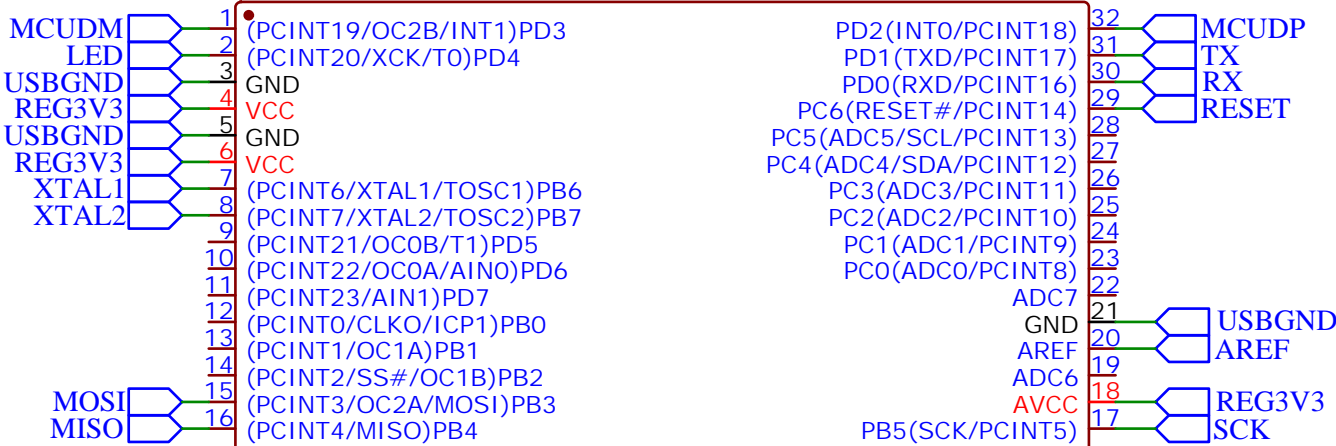 MCUDM 1 (PCINT19/OC2B/INT1)PD3 PD2(INT0/PCINT18) 32 MCUDP
LED 2 (PCINT20/XCK/T0)PD4 PD1(TXD/PCINT17) 31 TX
USBGND 3 GND PD0(RXD/PCINT16) 30 RX
REG3V3 4 VCC PC6(RESET#/PCINT14) 29 RESET
USBGND 5 GND PC5(ADC5/SCL/PCINT13) 28
REG3V3 6 VCC PC4(ADC4/SDA/PCINT12) 27
XTAL1 7 (PCINT6/XTAL1/TOSC1)PB6 PC3(ADC3/PCINT11) 26
XTAL2 8 (PCINT7/XTAL2/TOSC2)PB7 PC2(ADC2/PCINT10) 25
9 (PCINT21/OC0B/T1)PD5 PC1(ADC1/PCINT9) 24
10 (PCINT22/OC0A/AIN0)PD6 PC0(ADC0/PCINT8) 23
11 (PCINT23/AIN1)PD7 ADC7 22
12 (PCINT0/CLKO/ICP1)PB0 GND 21 USBGND
13 (PCINT1/OC1A)PB1 AREF 20 AREF
14 (PCINT2/SS#/OC1B)PB2 ADC6 19
MOSI 15 (PCINT3/OC2A/MOSI)PB3 AVCC 18 REG3V3
MISO 16 (PCINT4/MISO)PB4 PB5(SCK/PCINT5) 17 SCK